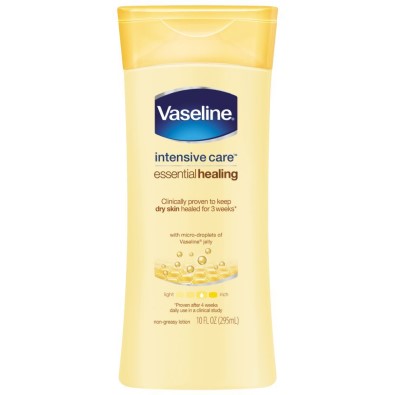 Vaseline
intensive care™
essential healing
Clinically proven to keep
dry skin healed for 3 weeks*
with micro-droplets of
Vaseline® jelly
light rich
*Proven after 4 weeks
daily use in a clinical study
non-greasy lotion 10 FL OZ (295mL)